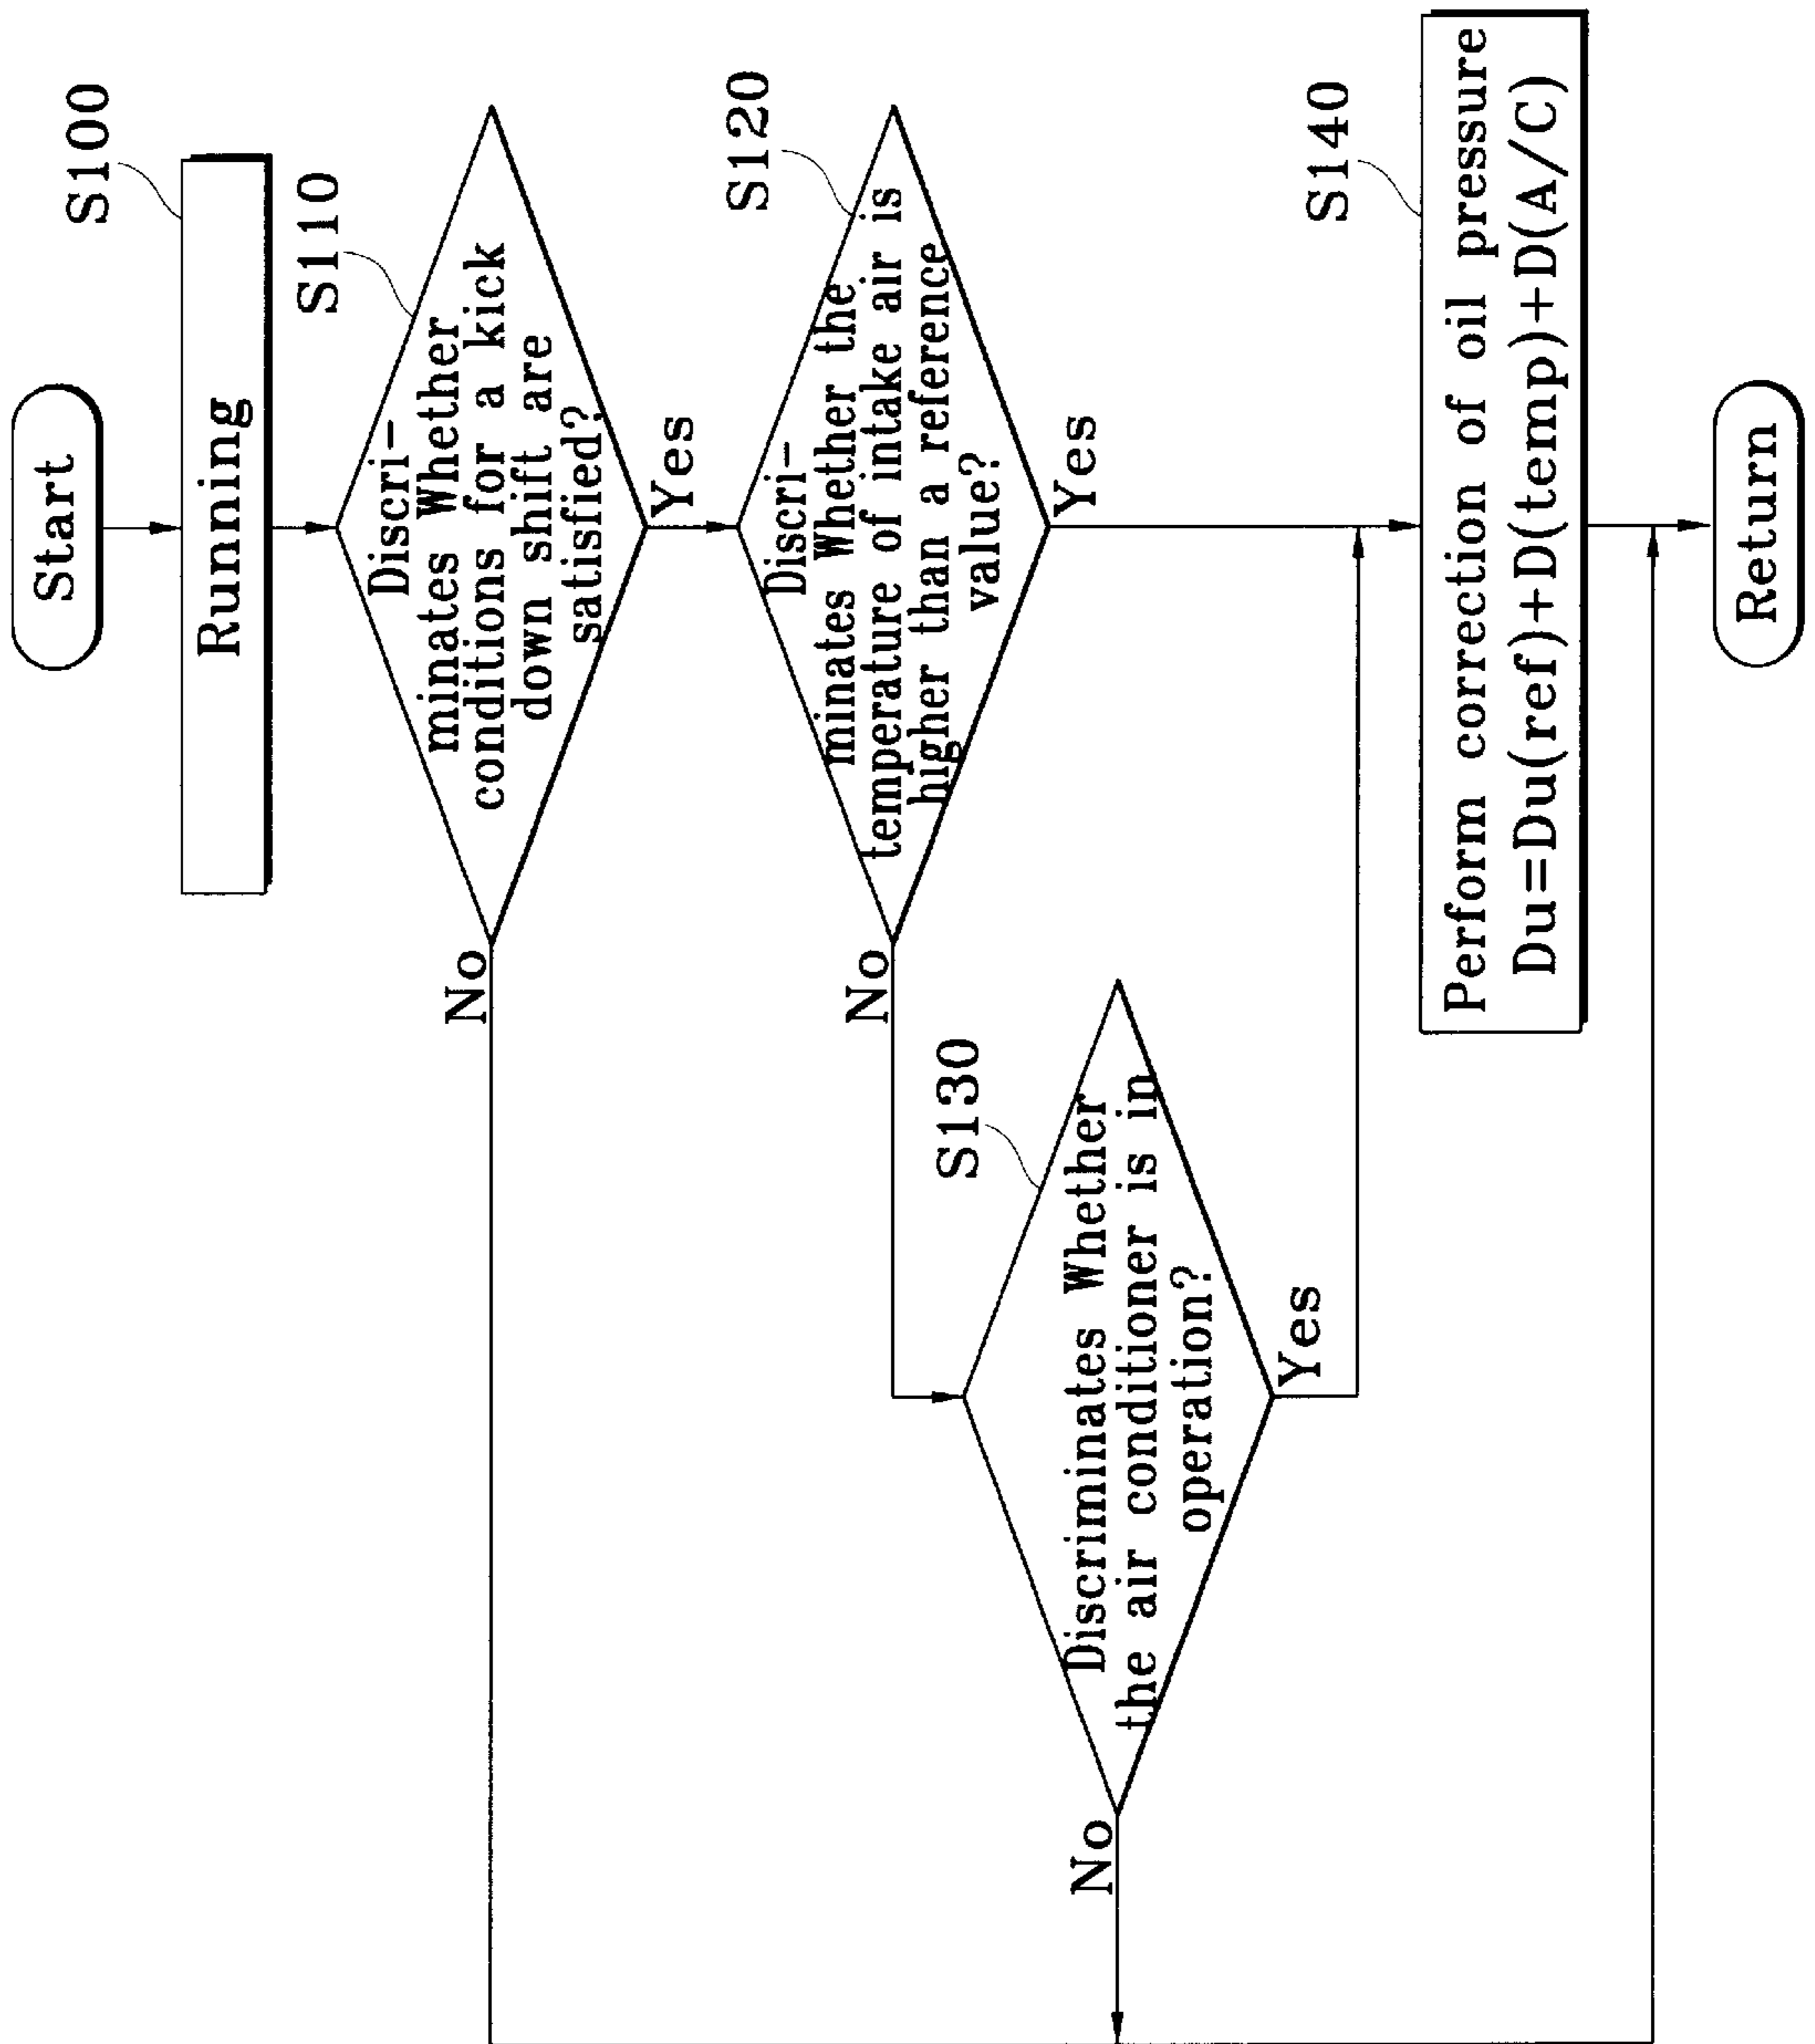 Start
S100
Running
S110
Discri-
minates Whether
conditions for a kick
down shift are
satisfied?
No
Yes
S120
Discri-
minates Whether the
temperature of intake air is
higher than a reference
value?
No
Yes
S130
Discriminates Whether
the air conditioner is in
operation?
No
Yes
S140
Perform correction of oil pressure
Du=Du(ref)+D(temp)+D(A/C)
Return